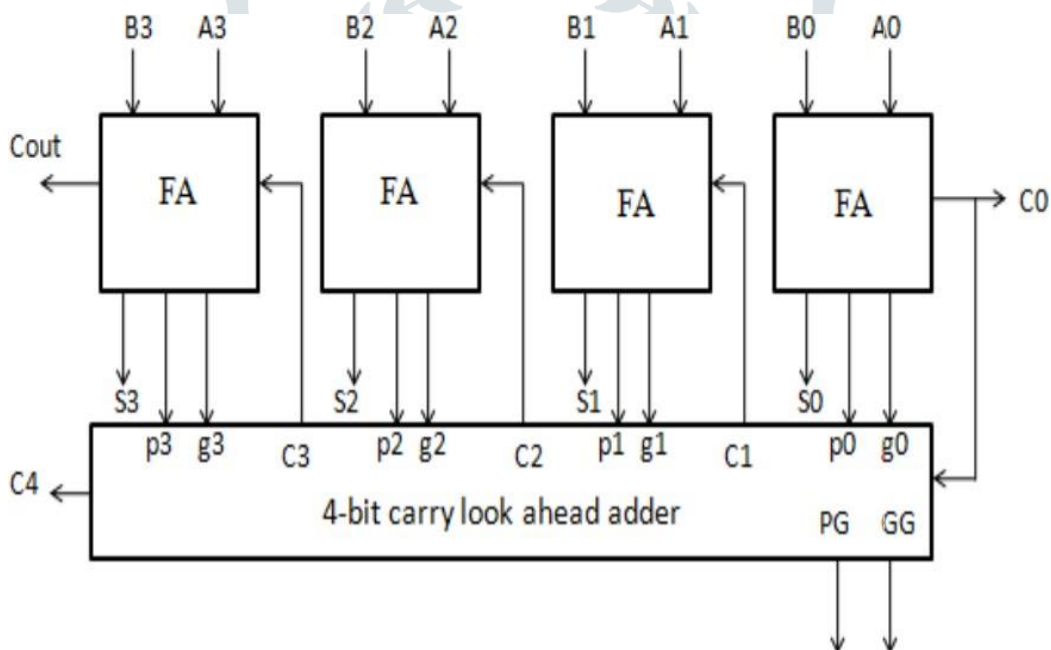 B3 A3 B2 A2 B1 A1 B0 A0
Cout
FA FA FA FA
C0
S3 S2 S1 S0
p3 g3 C3 p2 g2 C2 p1 g1 C1 p0 g0
C4
4-bit carry look ahead adder
PG GG